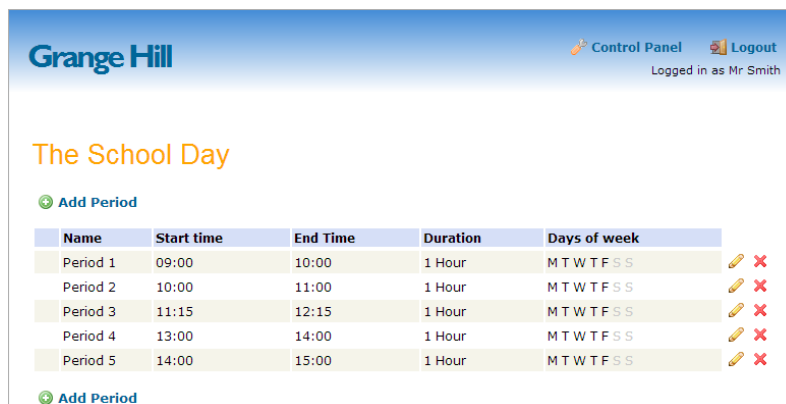 Grange Hill
Control Panel Logout
Logged in as Mr Smith
The School Day
Add Period
Name Start time End Time Duration Days of week
Period 1 09:00 10:00 1 Hour M T W T F S S
Period 2 10:00 11:00 1 Hour M T W T F S S
Period 3 11:15 12:15 1 Hour M T W T F S S
Period 4 13:00 14:00 1 Hour M T W T F S S
Period 5 14:00 15:00 1 Hour M T W T F S S
Add Period